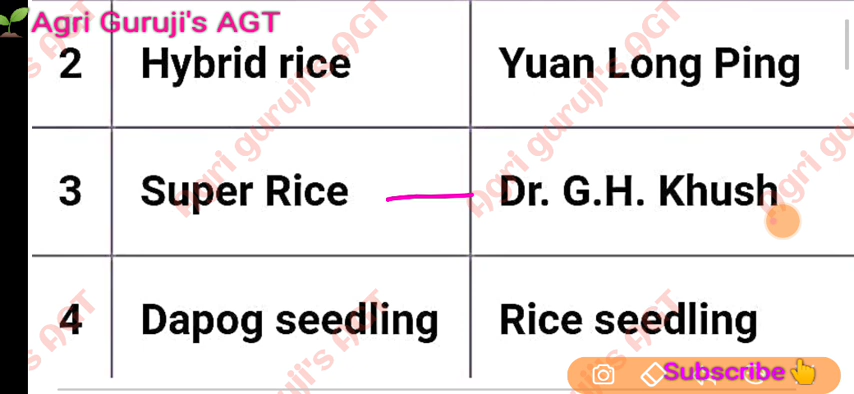 Agri Guruji's AGT
2 Hybrid rice Yuan Long Ping
3 Super Rice Dr. G.H. Khush
4 Dapog seedling Rice seedling
Subscribe